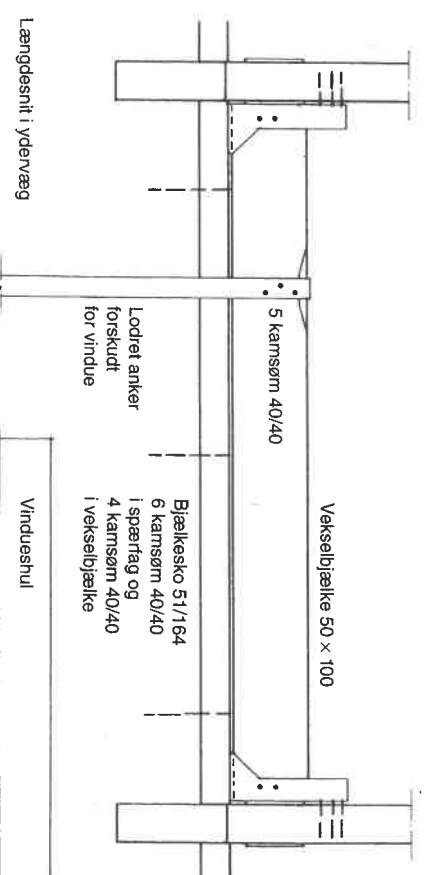 Vekselbjælke 50 × 100
5 kamsøm 40/40
Bjælkesko 51/164
6 kamsøm 40/40
i spærfag og
4 kamsøm 40/40
i vekselbjælke
Lodret anker
forskudt
for vindue
Vindueshul
Længdesnit i ydervæg